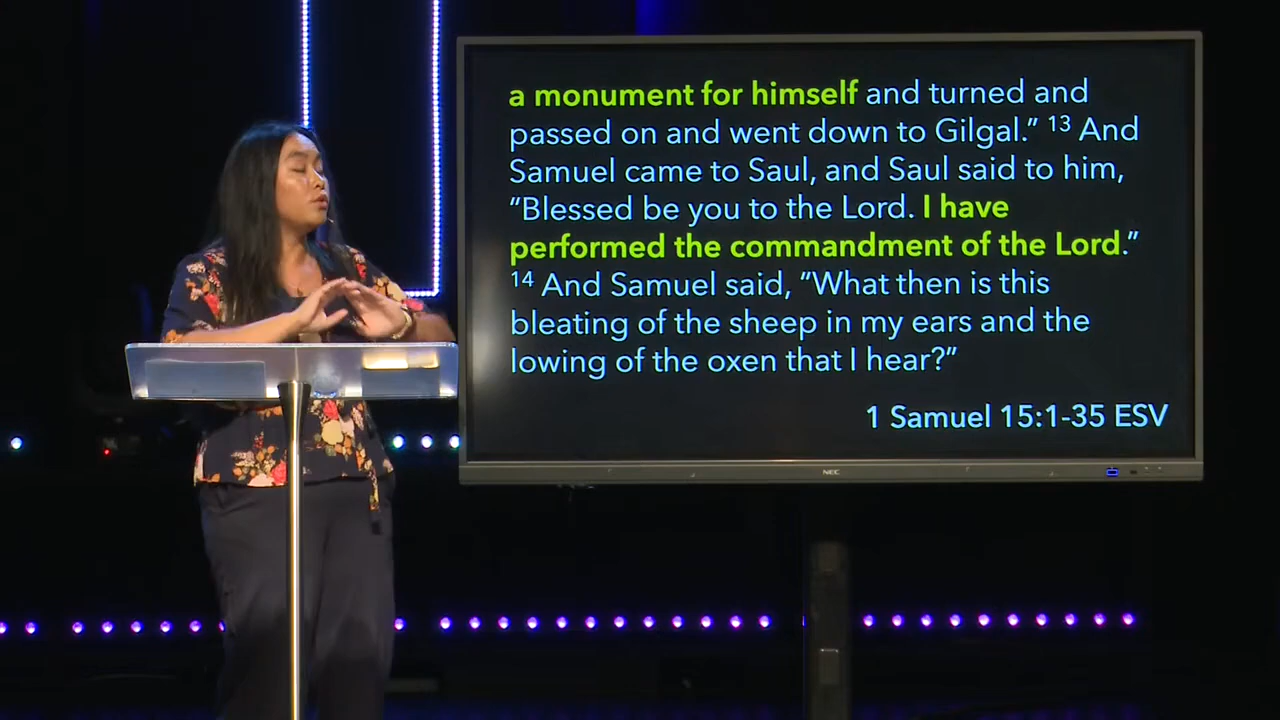 a monument for himself and turned and
passed on and went down to Gilgal.” 13 And
Samuel came to Saul, and Saul said to him,
“Blessed be you to the Lord. I have
performed the commandment of the Lord.”
14 And Samuel said, “What then is this
bleating of the sheep in my ears and the
lowing of the oxen that I hear?”
1 Samuel 15:1-35 ESV
NEC